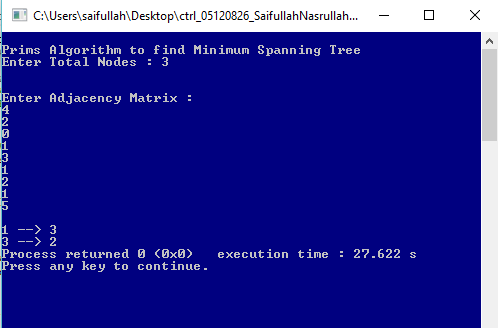 C:\Users\saifullah\Desktop\ctrl_05120826_SaifullahNasrullah...
Prims Algorithm to find Minimum Spanning Tree
Enter Total Nodes : 3
Enter Adjacency Matrix :
4
2
0
1
3
1
2
1
5
1 --> 3
3 --> 2
Process returned 0 (0x0)   execution time : 27.622 s
Press any key to continue.